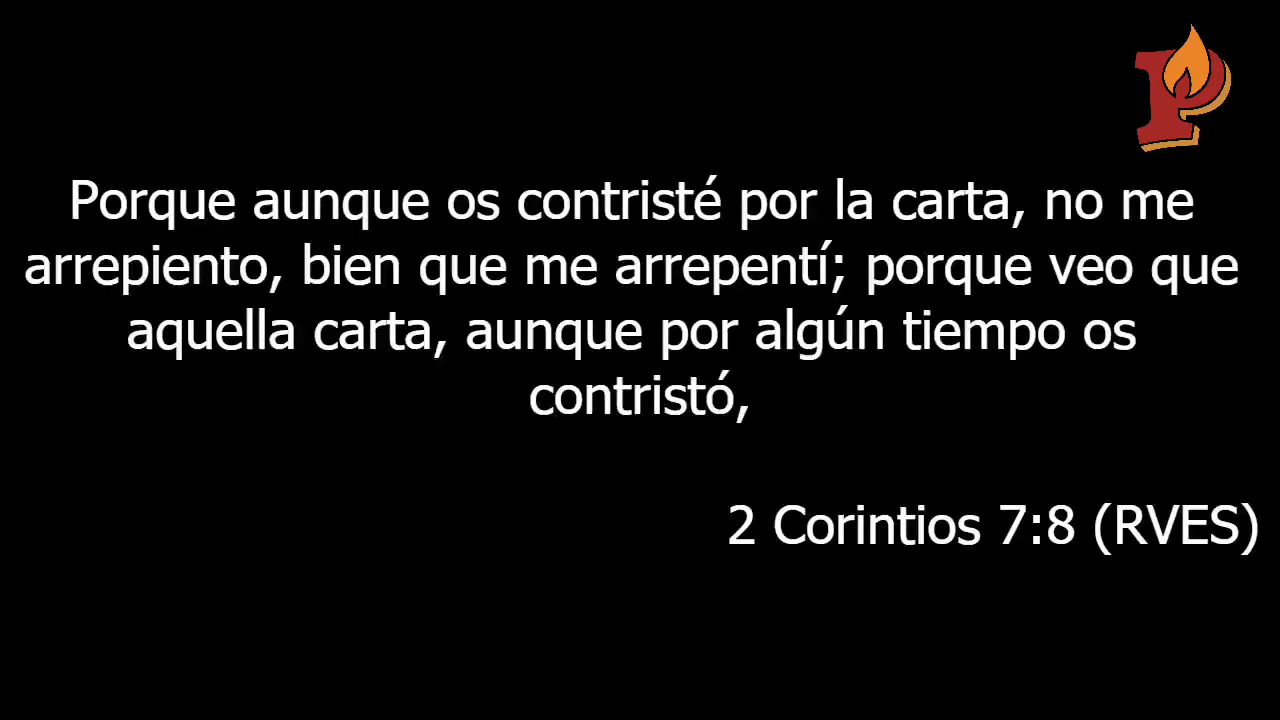 Porque aunque os contristé por la carta, no me
arrepiento, bien que me arrepentí; porque veo que
aquella carta, aunque por algún tiempo os
contristó,
2 Corintios 7:8 (RVES)
P